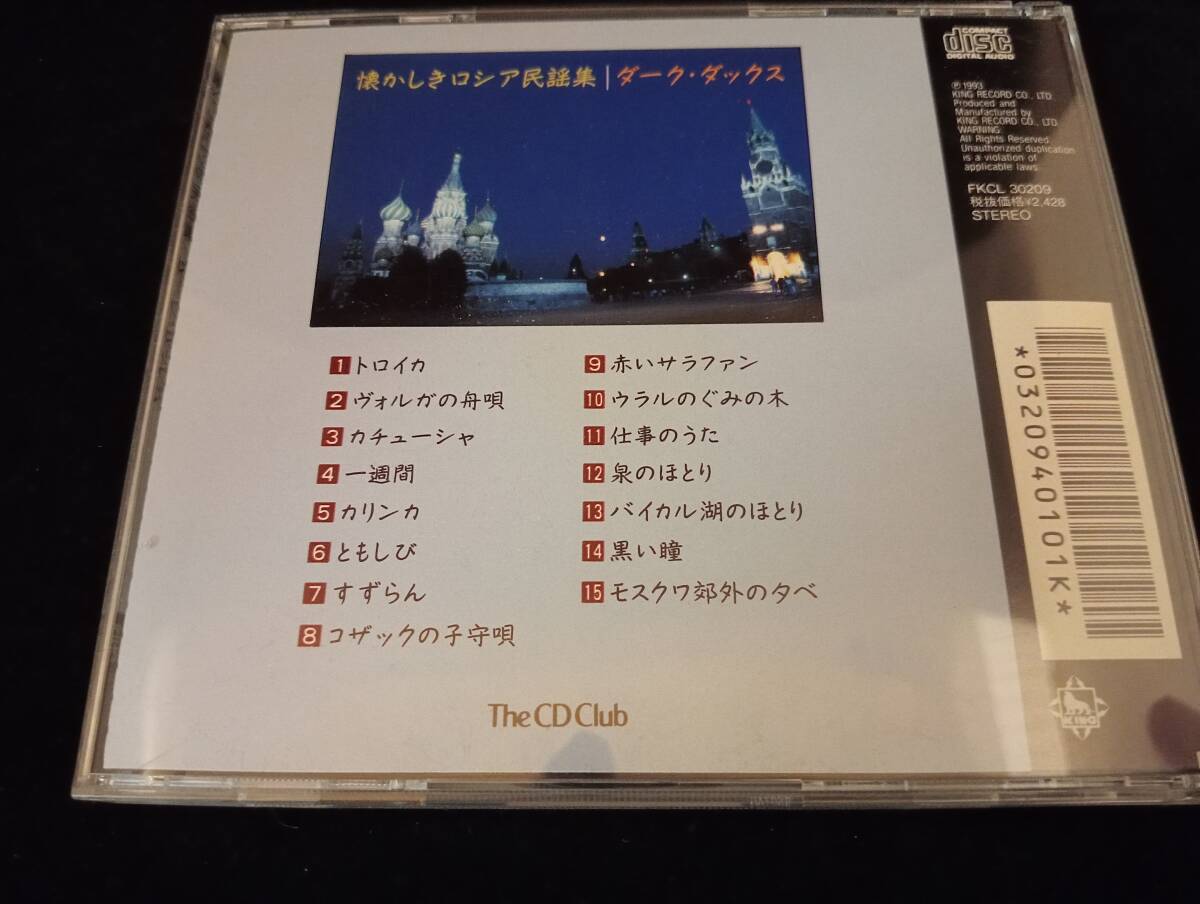 懐かしきロシア民謡集|ダーク・ダックス
1 トロイカ
2 ヴォルガの舟唄
3 カチューシャ
4 一週間
5 カリンカ
6 ともしび
7 すずらん
8 コザックの子守唄
9 赤いサラファン
10 ウラルのぐみの木
11 仕事のうた
12 泉のほとり
13 バイカル湖のほとり
14 黒い瞳
15 モスクワ郊外の夕べ
The CD Club
COMPACT
disc
DIGITAL AUDIO
Ⓟ 1993
KING RECORD CO., LTD.
Produced and
Manufactured by
KING RECORD CO., LTD.
WARNING:
All Rights Reserved.
Unauthorized duplication
is a violation of
applicable laws.
FKCL 30209
税抜価格¥2,428
STEREO
*0320940101K*
KING